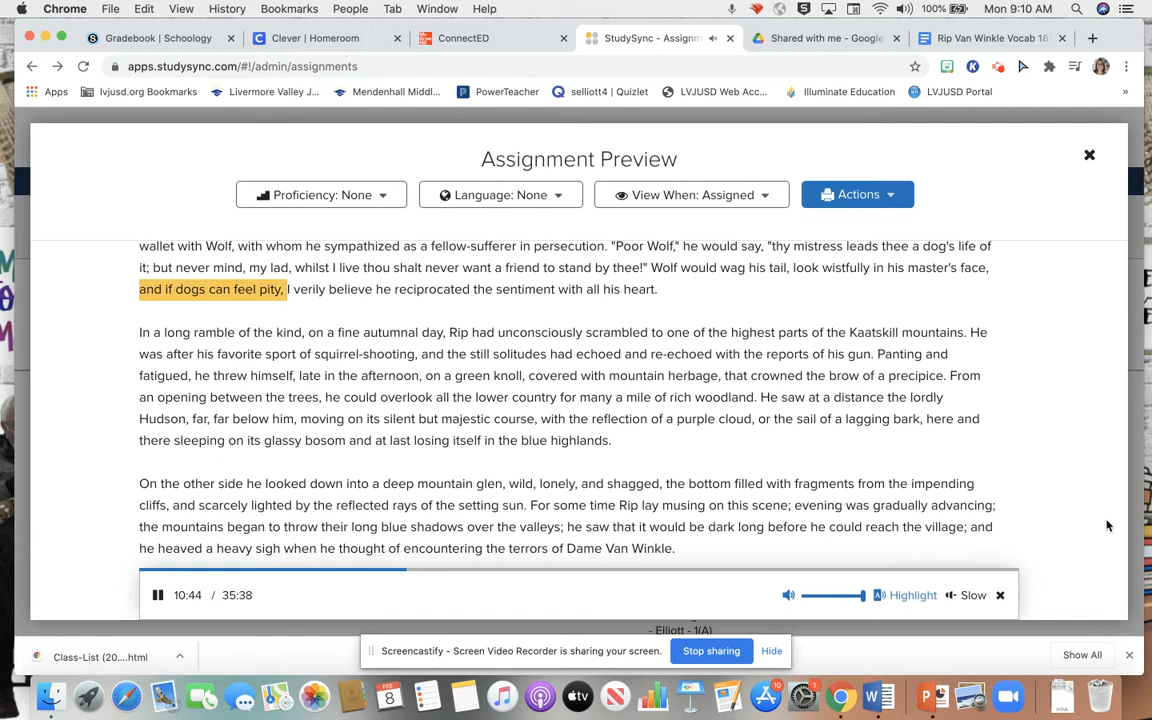 Chrome File Edit View History Bookmarks People Tab Window Help 100% Mon 9:10 AM
Gradebook | Schoology Clever | Homeroom ConnectED StudySync - Assignm Shared with me - Google Rip Van Winkle Vocab 18
apps.studysync.com/#!/admin/assignments
Apps lvjusd.org Bookmarks Livermore Valley J... Mendenhall Middl... PowerTeacher selliott4 | Quizlet LVJUSD Web Acc... Illuminate Education LVJUSD Portal »
Assignment Preview
Proficiency: None Language: None View When: Assigned Actions
wallet with Wolf, with whom he sympathized as a fellow-sufferer in persecution. "Poor Wolf," he would say, "thy mistress leads thee a dog's life of
it; but never mind, my lad, whilst I live thou shalt never want a friend to stand by thee!" Wolf would wag his tail, look wistfully in his master's face,
and if dogs can feel pity, I verily believe he reciprocated the sentiment with all his heart.
In a long ramble of the kind, on a fine autumnal day, Rip had unconsciously scrambled to one of the highest parts of the Kaatskill mountains. He
was after his favorite sport of squirrel-shooting, and the still solitudes had echoed and re-echoed with the reports of his gun. Panting and
fatigued, he threw himself, late in the afternoon, on a green knoll, covered with mountain herbage, that crowned the brow of a precipice. From
an opening between the trees, he could overlook all the lower country for many a mile of rich woodland. He saw at a distance the lordly
Hudson, far, far below him, moving on its silent but majestic course, with the reflection of a purple cloud, or the sail of a lagging bark, here and
there sleeping on its glassy bosom and at last losing itself in the blue highlands.
On the other side he looked down into a deep mountain glen, wild, lonely, and shagged, the bottom filled with fragments from the impending
cliffs, and scarcely lighted by the reflected rays of the setting sun. For some time Rip lay musing on this scene; evening was gradually advancing;
the mountains began to throw their long blue shadows over the valleys; he saw that it would be dark long before he could reach the village; and
he heaved a heavy sigh when he thought of encountering the terrors of Dame Van Winkle.
10:44 / 35:38 Highlight Slow
- Elliott - 1(A)
Screencastify - Screen Video Recorder is sharing your screen. Stop sharing Hide
Class-List (20....html Show All
FEB
8
tv
10
1